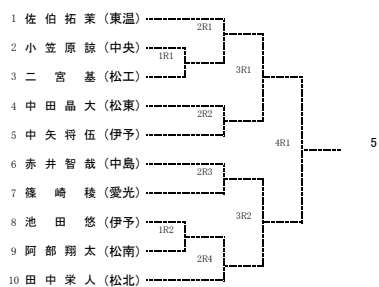 1 佐伯拓茉 (東温)
2 小笠原諒 (中央)
3 二宮基 (松工)
4 中田晶大 (松東)
5 中矢将伍 (伊予)
6 赤井智哉 (中島)
7 篠崎稜 (愛光)
8 池田悠 (伊予)
9 阿部翔太 (松南)
10 田中栄人 (松北)
2R1
1R1
3R1
2R2
4R1
5
2R3
3R2
1R2
2R4